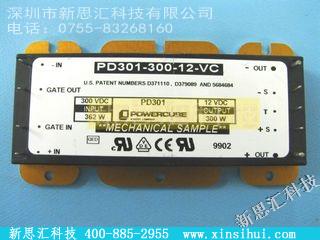 深圳市新思汇科技有限公司
电话: 0755-83268160
PD301-300-12-VC
- IN
- OUT
U.S. PATENT NUMBERS D371110, D379089 AND 5684684
GATE OUT
- S
300 VDC
PD301
12 VDC
INPUT
POWERCUBE
OUTPUT
T
362 W
300 W
GATE IN
**MECHANICAL SAMPLE**
+ S
+ IN
CE
9902
+ OUT
新思汇科技
新思汇科技 400-885-2955
www.xinsihui.com